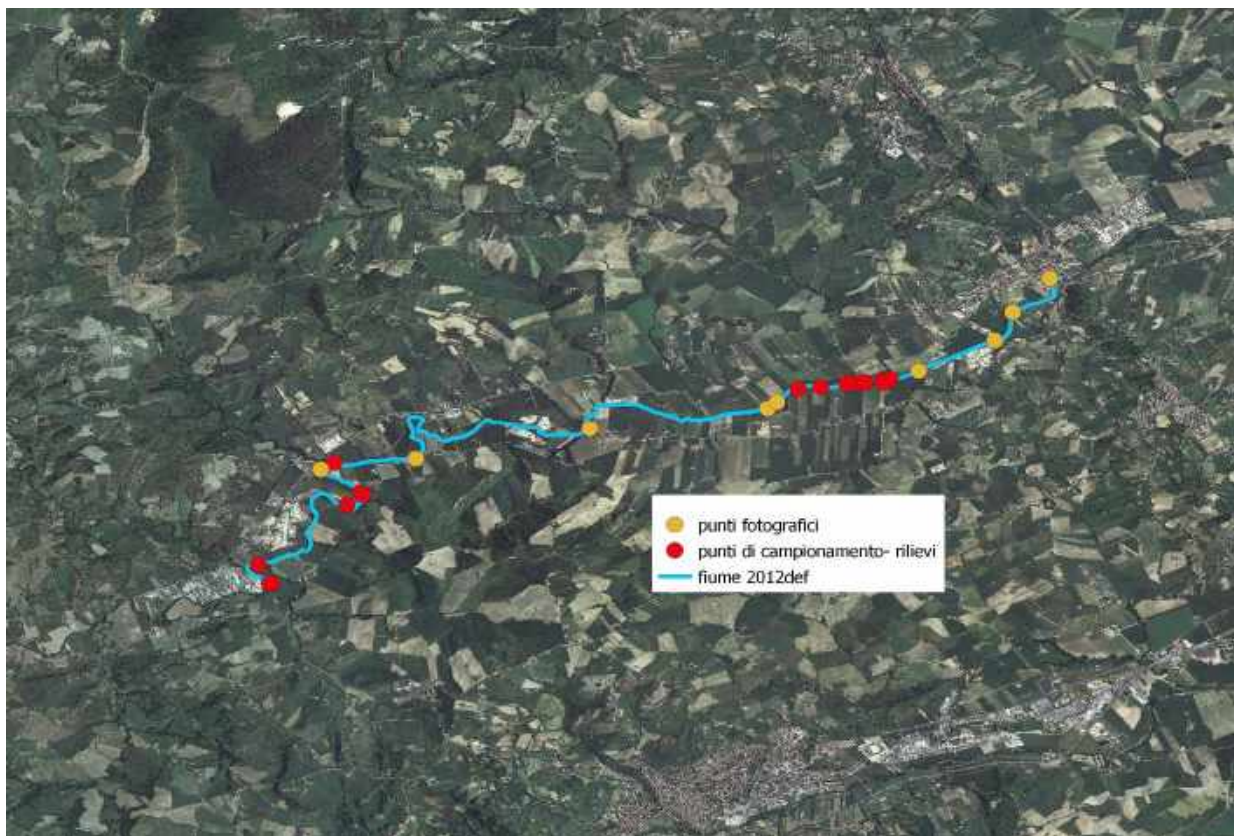 punti fotografici
punti di campionamento- rilievi
fiume 2012def